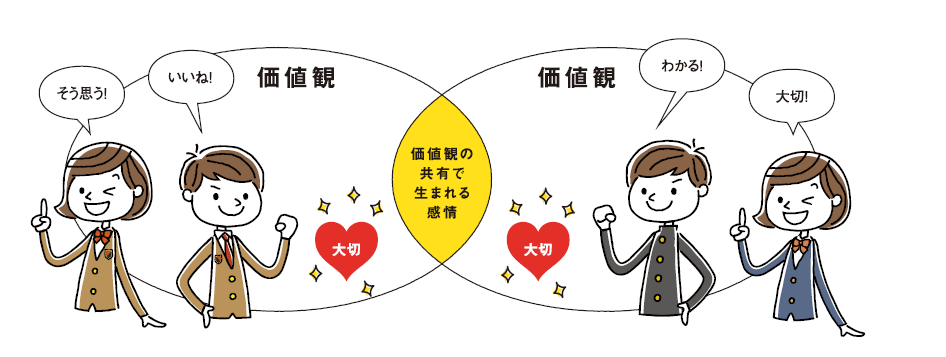 価値観
価値観
そう思う!
いいね!
わかる!
大切!
価値観の
共有で
生まれる
感情
大切
大切